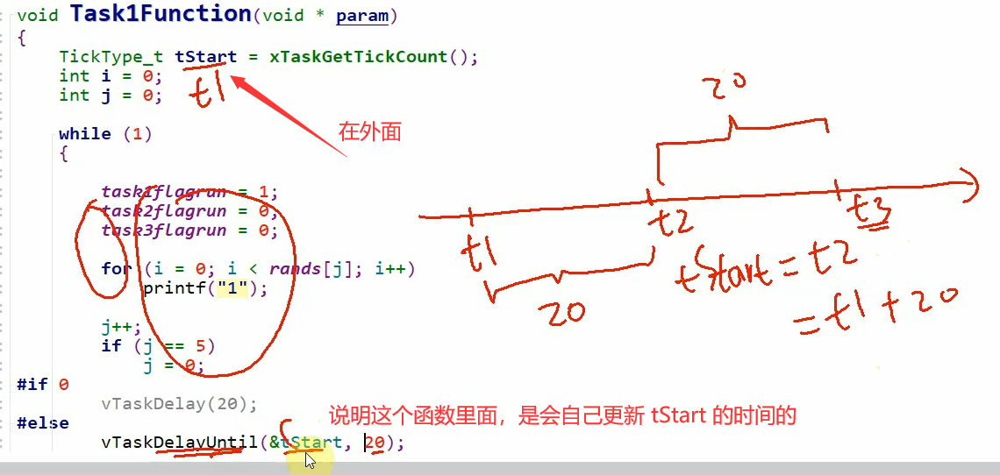 void Task1Function(void * param)
{
TickType_t tStart = xTaskGetTickCount();
int i = 0;
int j = 0;
t1
在外面
while (1)
{
task1flagrun = 1;
task2flagrun = 0;
task3flagrun = 0;
for (i = 0; i < rands[j]; i++)
printf("1");
j++;
if (j == 5)
j = 0;
#if 0
vTaskDelay(20);
#else
vTaskDelayUntil(&tStart, 20);
说明这个函数里面，是会自己更新 tStart 的时间的
20
t1
t2
t3
20
tStart = t2
= t1 + 20